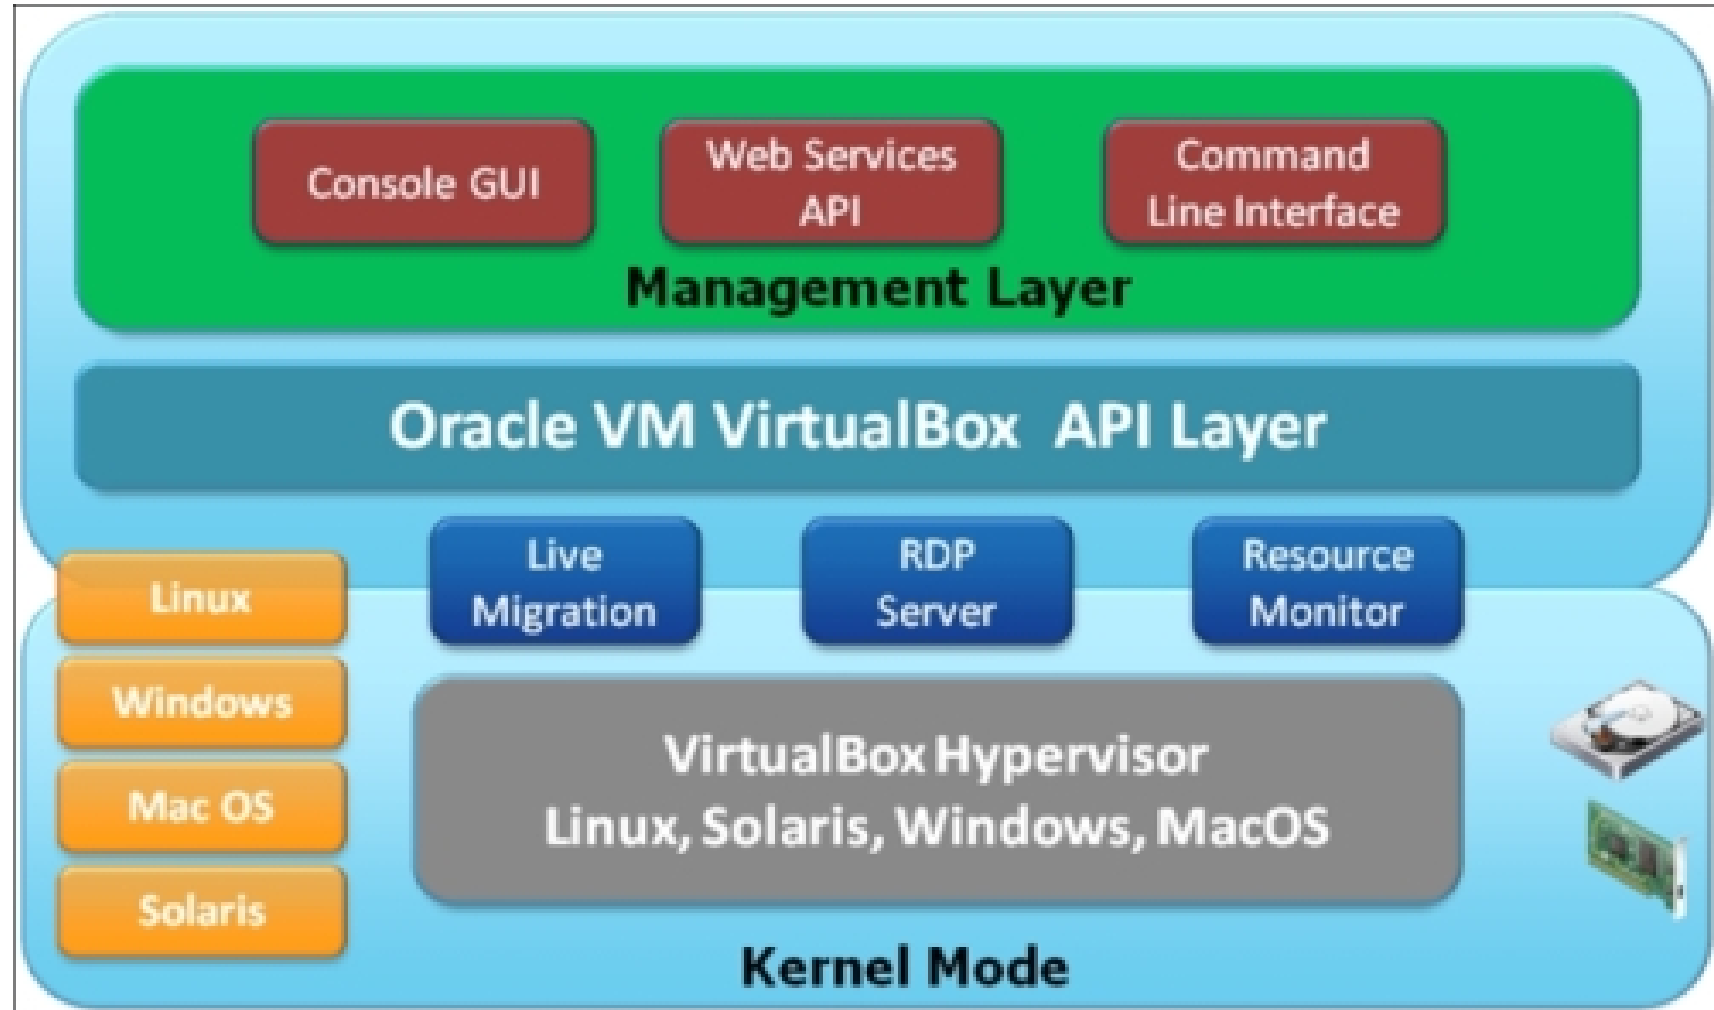 Console GUI
Web Services
API
Command
Line Interface
Management Layer
Oracle VM VirtualBox API Layer
Live
Migration
RDP
Server
Resource
Monitor
Linux
Windows
Mac OS
Solaris
VirtualBox Hypervisor
Linux, Solaris, Windows, MacOS
Kernel Mode